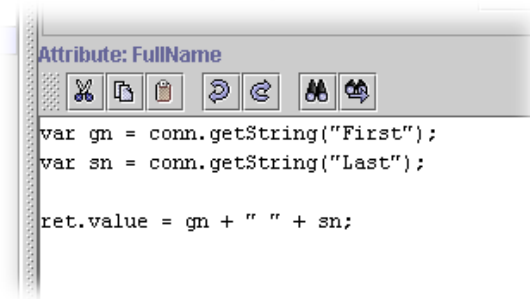 Attribute: FullName
var gn = conn.getString("First");
var sn = conn.getString("Last");
ret.value = gn + " " + sn;